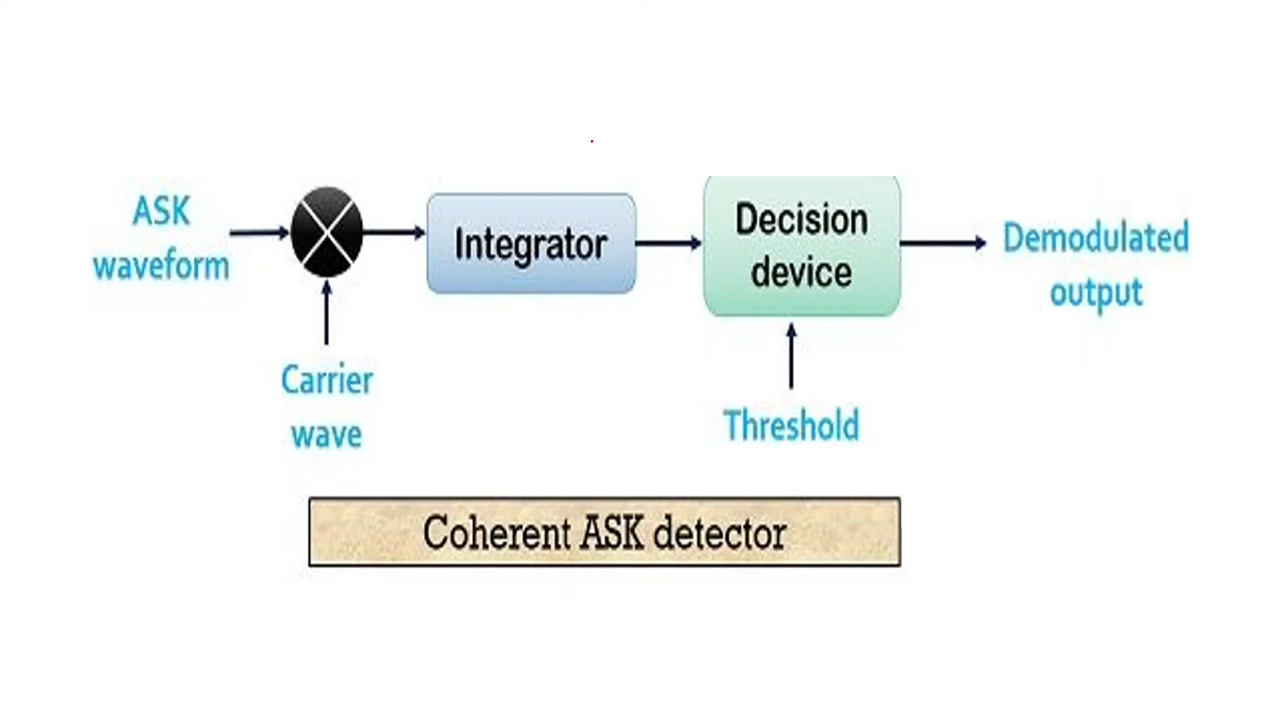 ASK
waveform
Carrier
wave
Integrator
Decision
device
Threshold
Demodulated
output
Coherent ASK detector